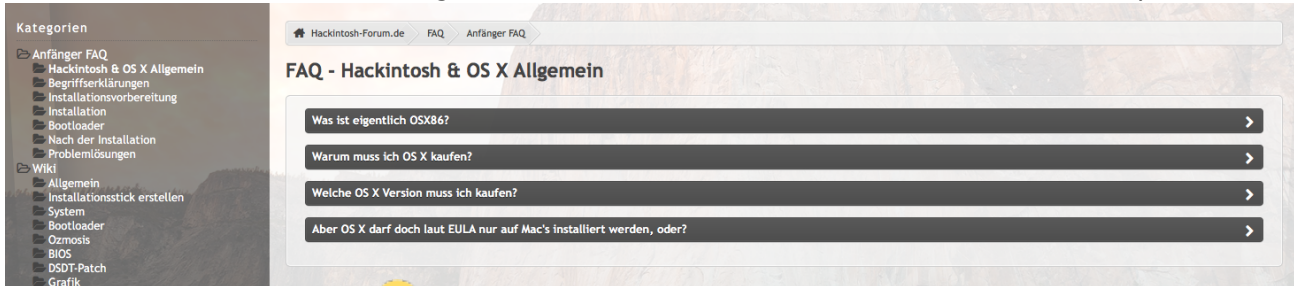 Kategorien
Anfänger FAQ
Hackintosh & OS X Allgemein
Begriffserklärungen
Installationsvorbereitung
Installation
Bootloader
Nach der Installation
Problemlösungen
Wiki
Allgemein
Installationsstick erstellen
System
Bootloader
Ozmosis
BIOS
DSDT-Patch
Grafik
Hackintosh-Forum.de FAQ Anfänger FAQ
FAQ - Hackintosh & OS X Allgemein
Was ist eigentlich OSX86?
Warum muss ich OS X kaufen?
Welche OS X Version muss ich kaufen?
Aber OS X darf doch laut EULA nur auf Mac's installiert werden, oder?